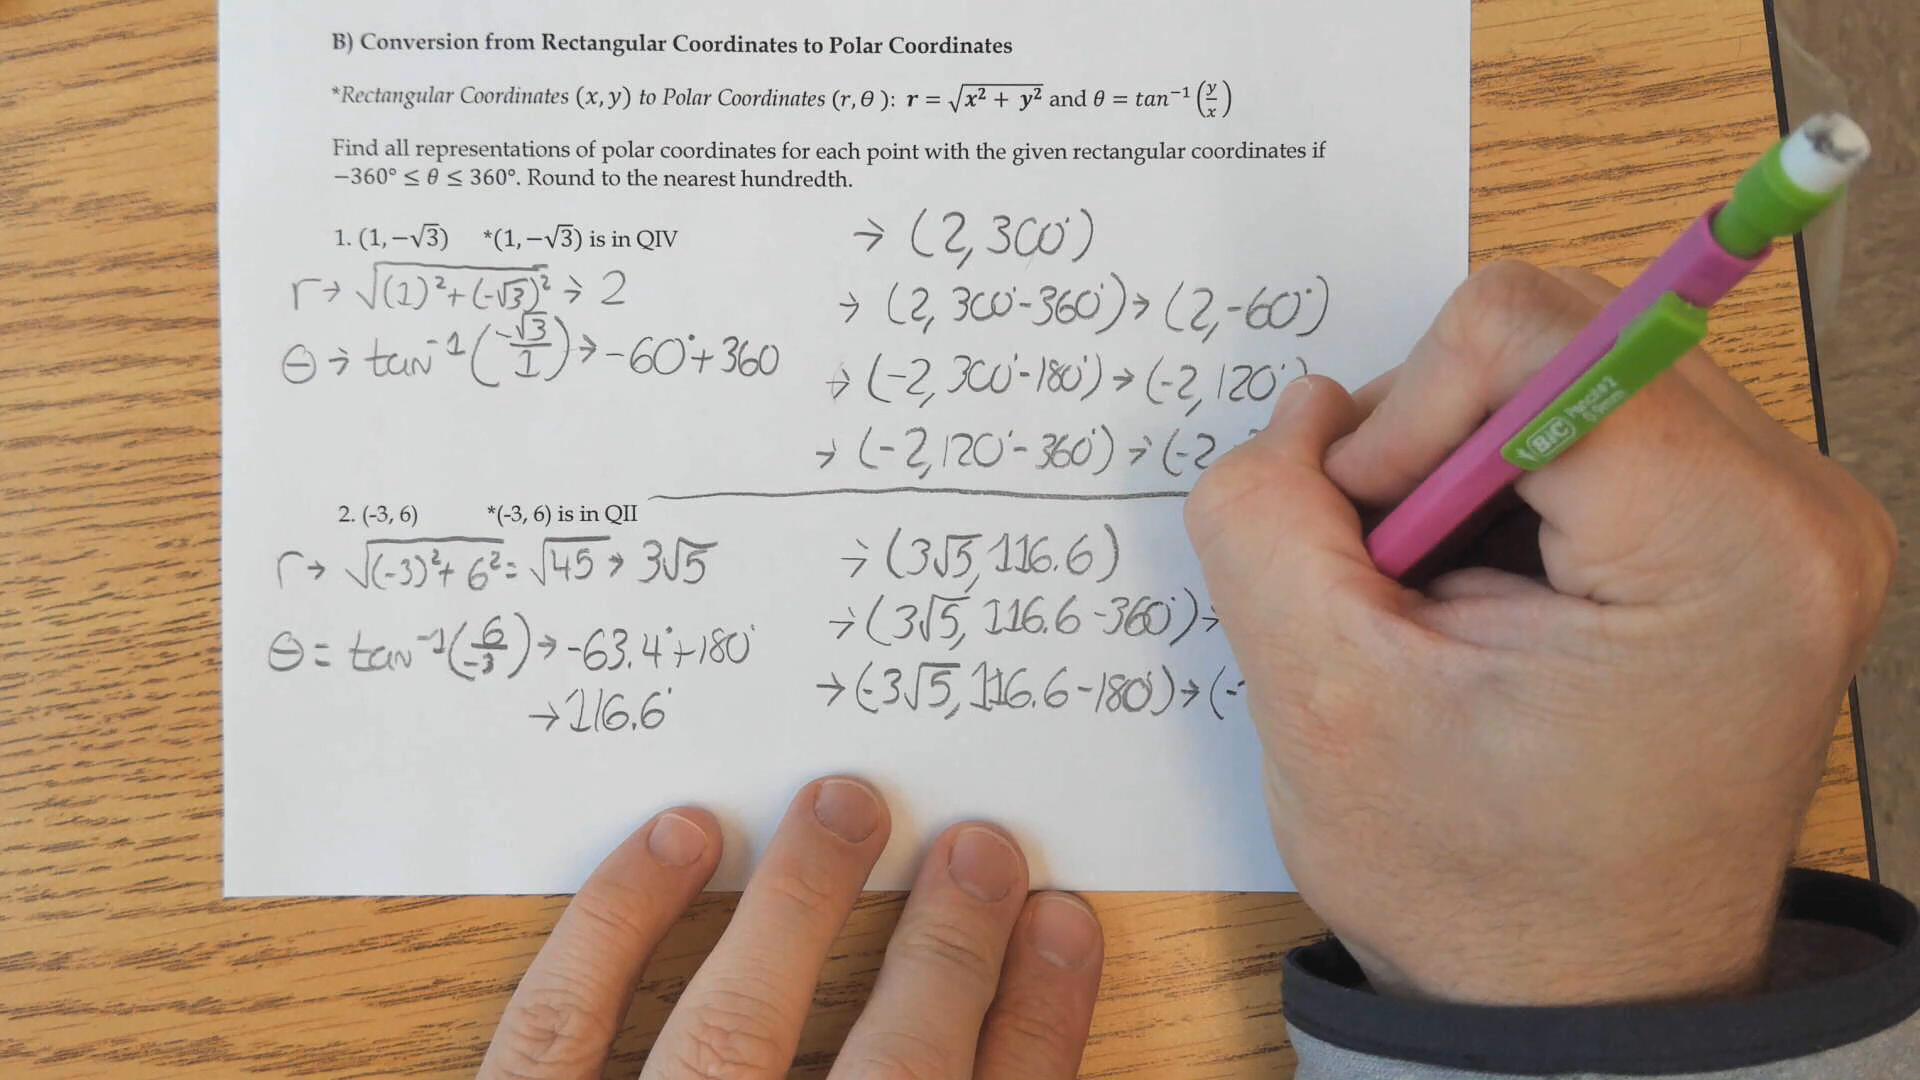 B) Conversion from Rectangular Coordinates to Polar Coordinates
*Rectangular Coordinates (x, y) to Polar Coordinates (r, θ ): r = √x² + y² and θ = tan⁻¹ (y/x)
Find all representations of polar coordinates for each point with the given rectangular coordinates if
−360° ≤ θ ≤ 360°. Round to the nearest hundredth.
1. (1, −√3) *(1, −√3) is in QIV
r → √(1)²+(-√3)² → 2
θ → tan⁻¹(-√3/1) → -60°+360
→ (2, 300°)
→ (2, 300°-360°) → (2, -60°)
→ (-2, 300°-180°) → (-2, 120°)
→ (-2, 120°-360°) → (-2
2. (-3, 6) *(-3, 6) is in QII
r → √(-3)²+ 6² = √45 → 3√5
θ = tan⁻¹(6/-3) → -63.4°+180°
→ 116.6°
→ (3√5, 116.6)
→ (3√5, 116.6-360°) →
→ (-3√5, 116.6-180°) → (-
BIC
Pencil #2
0.9mm